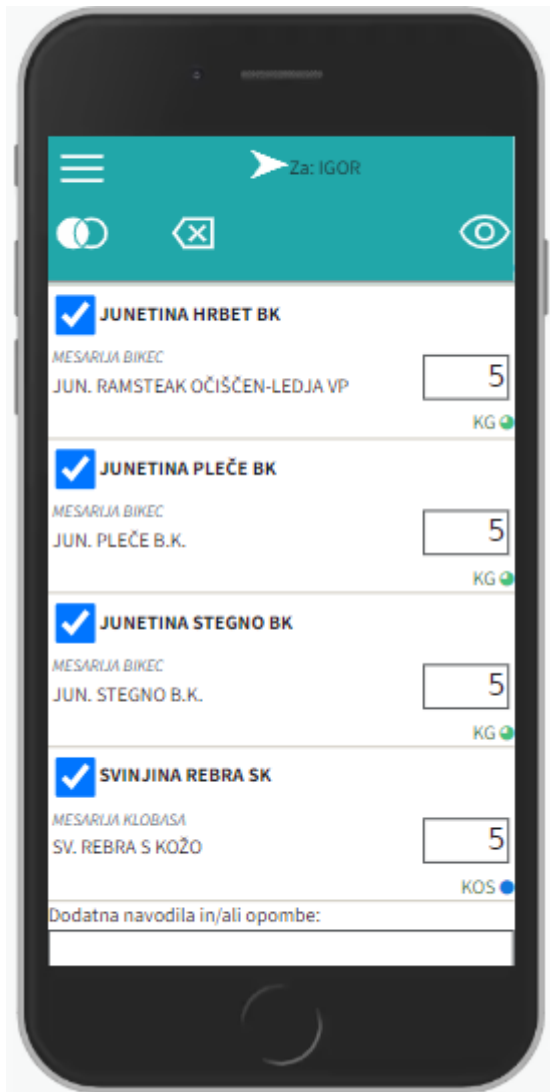 Za: IGOR
JUNETINA HRBET BK
MESARIJA BIKEC
JUN. RAMSTEAK OČIŠČEN-LEDJA VP
5
KG
JUNETINA PLEČE BK
MESARIJA BIKEC
JUN. PLEČE B.K.
5
KG
JUNETINA STEGNO BK
MESARIJA BIKEC
JUN. STEGNO B.K.
5
KG
SVINJINA REBRA SK
MESARIJA KLOBASA
SV. REBRA S KOŽO
5
KOS
Dodatna navodila in/ali opombe: